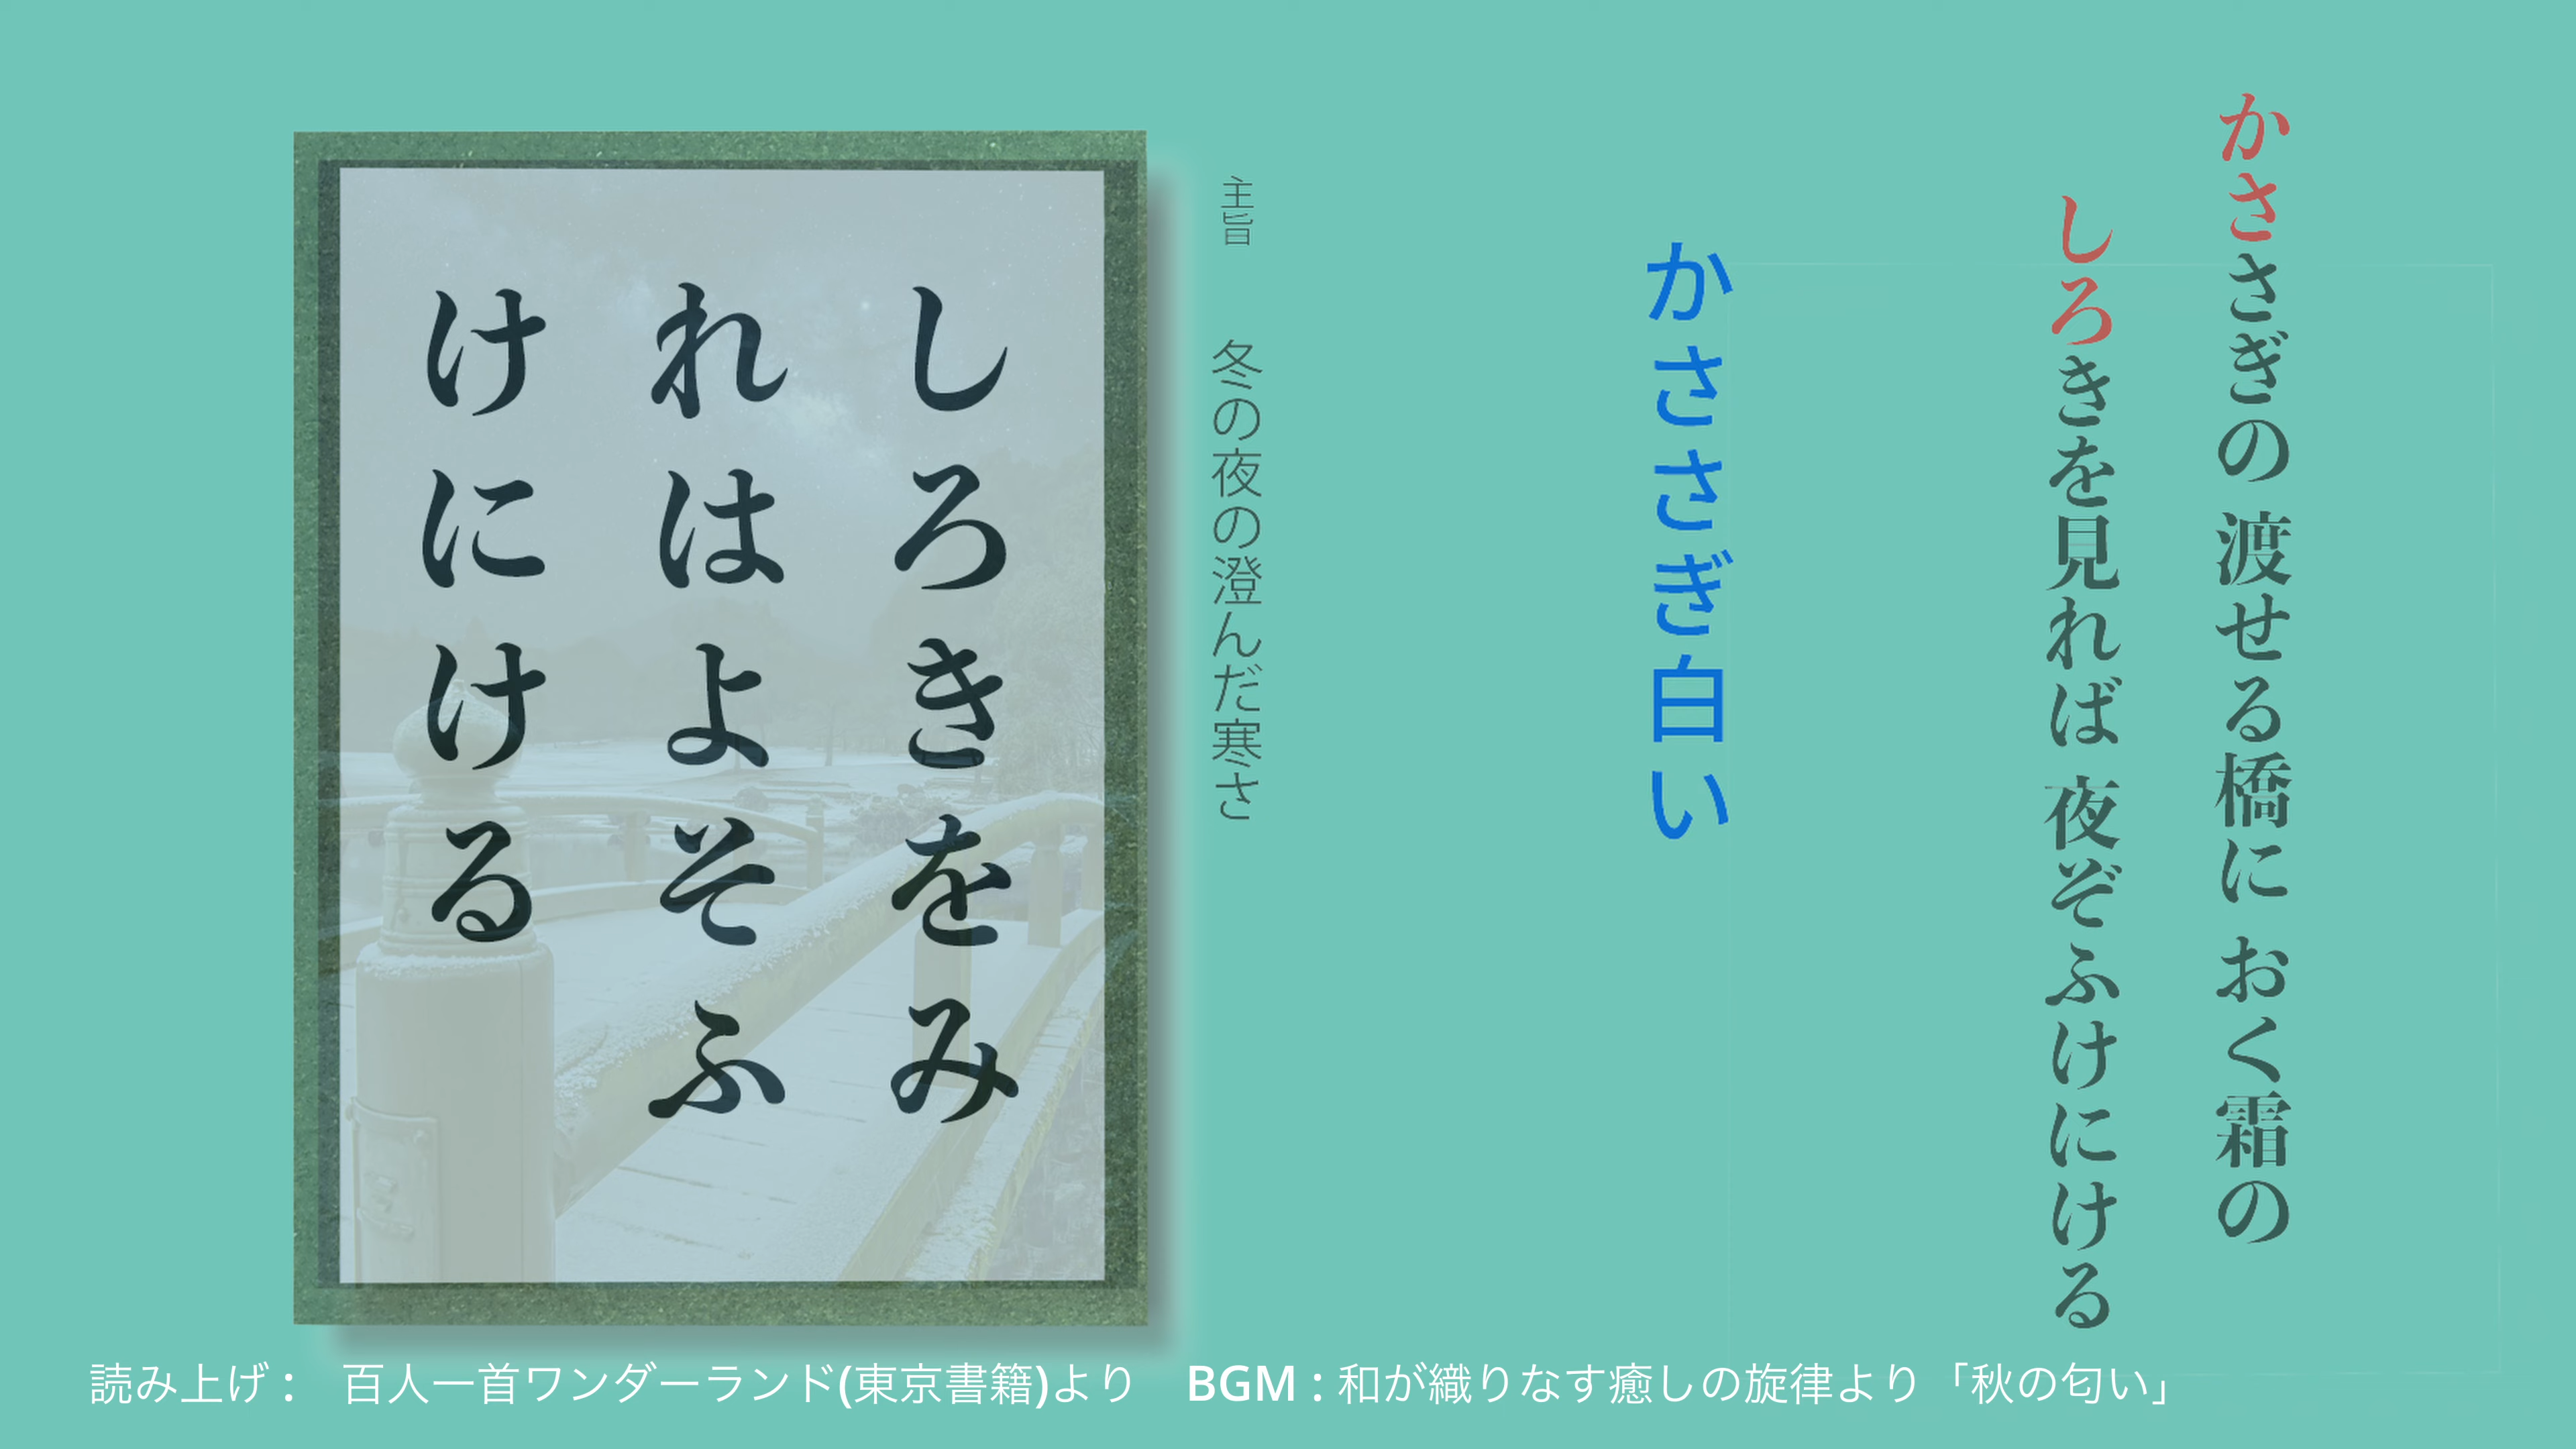 かささぎの 渡せる橋に おく霜の
しろきを見れば 夜ぞふけにける
かささぎ白い
主旨 冬の夜の澄んだ寒さ
しろきをみ
れはよそふ
けにける
読み上げ： 百人一首ワンダーランド(東京書籍)より BGM：和が織りなす癒しの旋律より「秋の匂い」